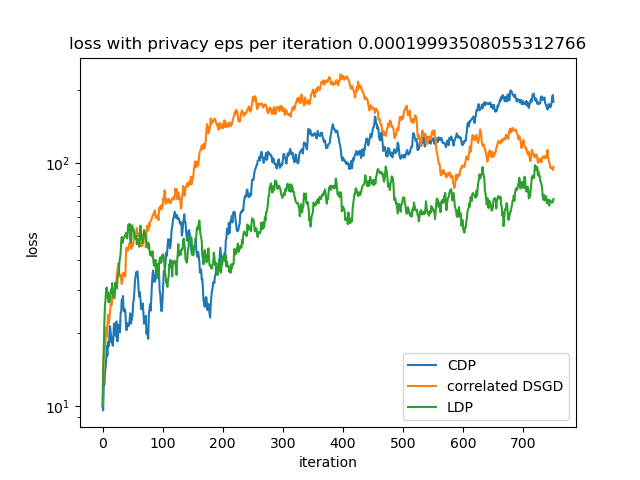 loss with privacy eps per iteration 0.00019993508055312766
10²
10¹
loss
0 100 200 300 400 500 600 700
iteration
CDP
correlated DSGD
LDP